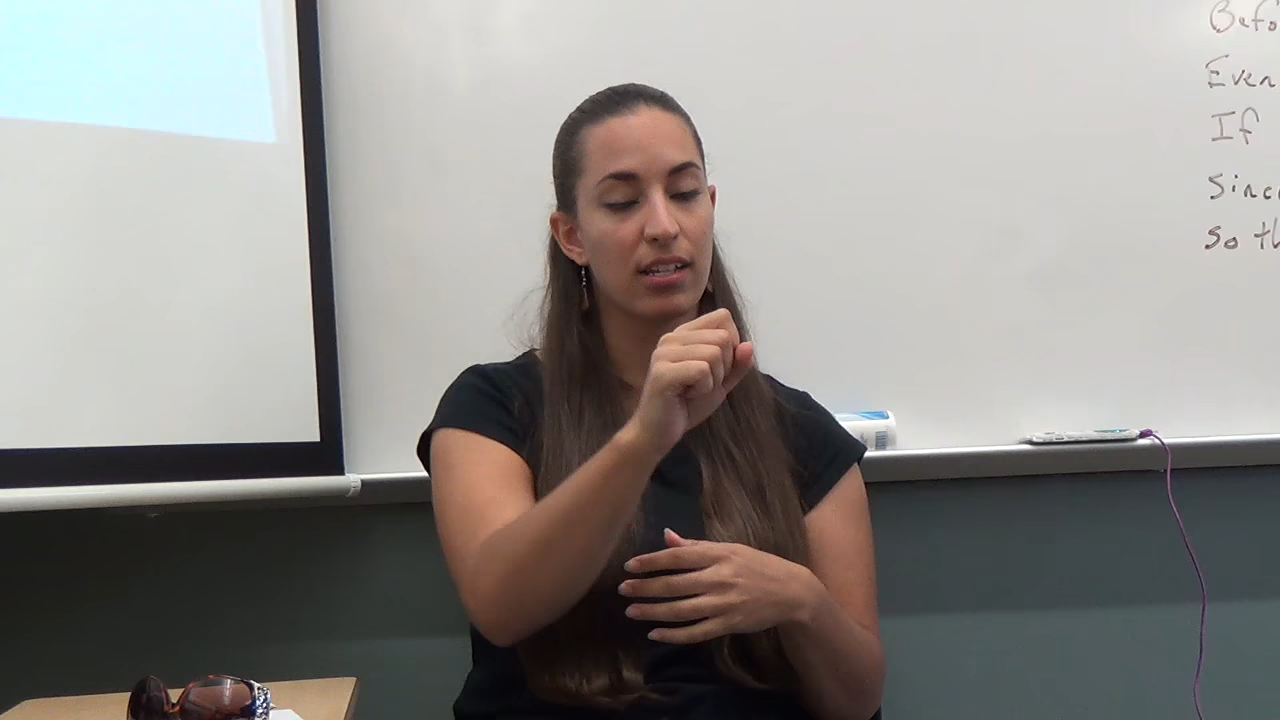 Befo
Even
If
Sinc
so th